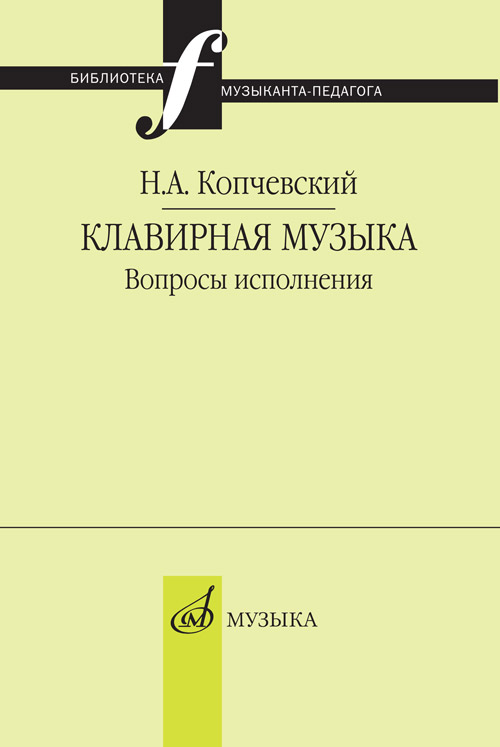 БИБЛИОТЕКА
МУЗЫКАНТА-ПЕДАГОГА
Н.А. Копчевский
КЛАВИРНАЯ МУЗЫКА
Вопросы исполнения
МУЗЫКА